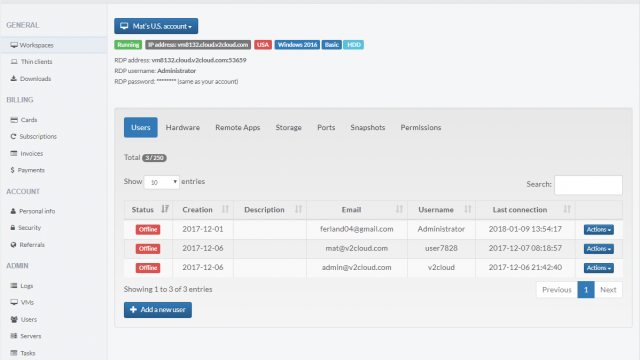 GENERAL
Workspaces
Thin clients
Downloads
BILLING
Cards
Subscriptions
Invoices
Payments
ACCOUNT
Personal info
Security
Referrals
ADMIN
Logs
VMs
Users
Servers
Tasks
Mat's U.S. account
Running IP address: vm8132.cloud.v2cloud.com USA Windows 2016 Basic HDD
RDP address: vm8132.cloud.v2cloud.com:53659
RDP username: Administrator
RDP password: ******** (same as your account)
Users Hardware Remote Apps Storage Ports Snapshots Permissions
Total 3 / 250
Show 10 entries Search:
Status Creation Description Email Username Last connection
Offline 2017-12-01 ferland04@gmail.com Administrator 2018-01-09 13:54:17 Actions
Offline 2017-12-06 mat@v2cloud.com user7828 2017-12-07 08:18:57 Actions
Offline 2017-12-06 admin@v2cloud.com v2cloud 2017-12-06 21:42:40 Actions
Showing 1 to 3 of 3 entries Previous 1 Next
Add a new user